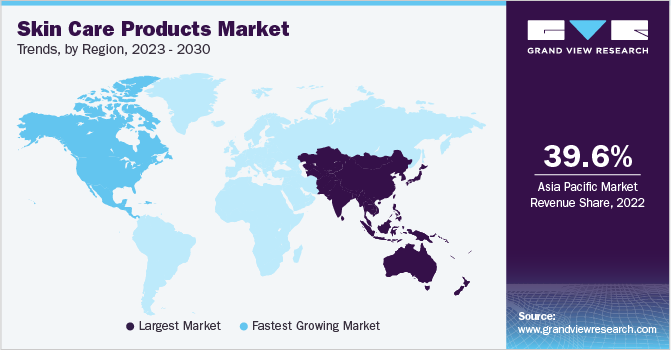 Skin Care Products Market
Trends, by Region, 2023 - 2030
GRAND VIEW RESEARCH
39.6%
Asia Pacific Market
Revenue Share, 2022
Largest Market
Fastest Growing Market
Source:
www.grandviewresearch.com